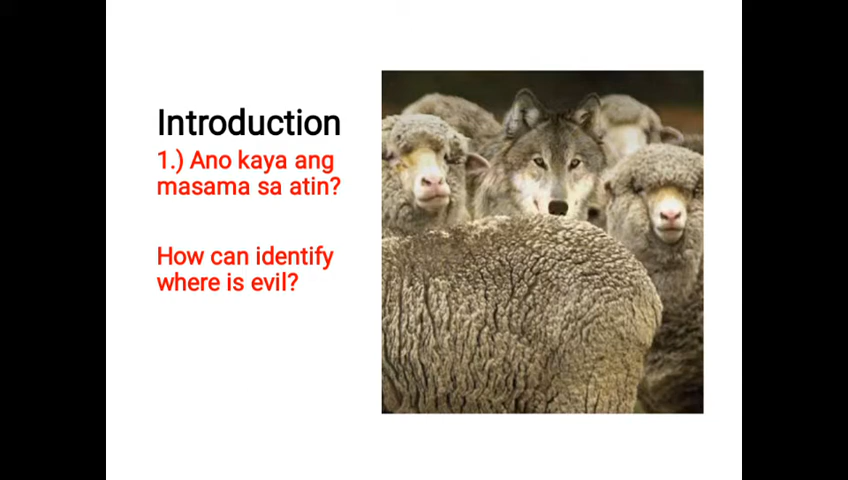 Introduction
1.) Ano kaya ang
masama sa atin?
How can identify
where is evil?